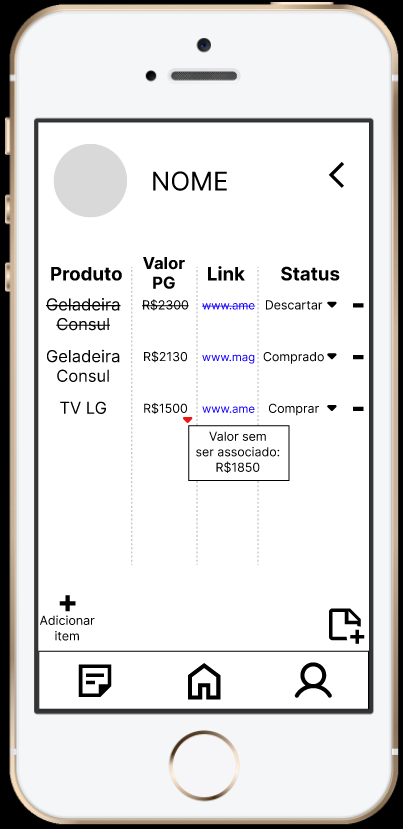 NOME
Produto Valor PG Link Status
Geladeira Consul R$2300 www.ame Descartar
Geladeira Consul R$2130 www.mag Comprado
TV LG R$1500 www.ame Comprar
Valor sem
ser associado:
R$1850
Adicionar
item